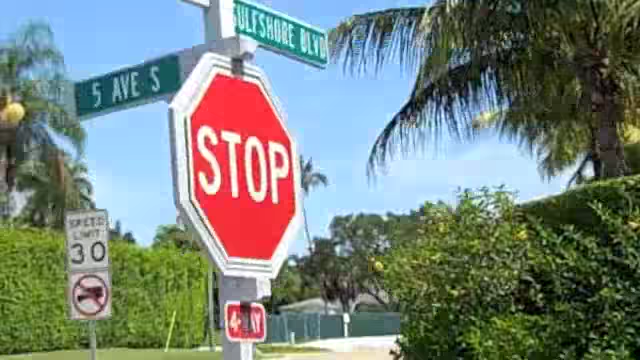 GULFSHORE BLVD
5 AVE S
STOP
SPEED
LIMIT
30
4-WAY